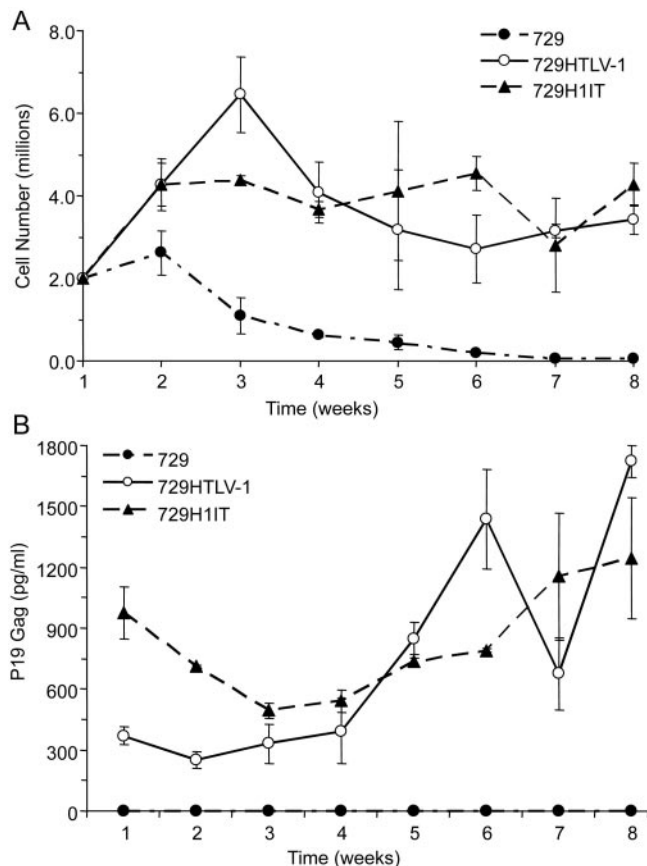 A
8.0
6.0
4.0
2.0
0.0
Cell Number (millions)
729
729HTLV-1
729H1IT
1 2 3 4 5 6 7 8
Time (weeks)
B
1800
1500
1200
900
600
300
0
P19 Gag (pg/ml)
729
729HTLV-1
729H1IT
1 2 3 4 5 6 7 8
Time (weeks)